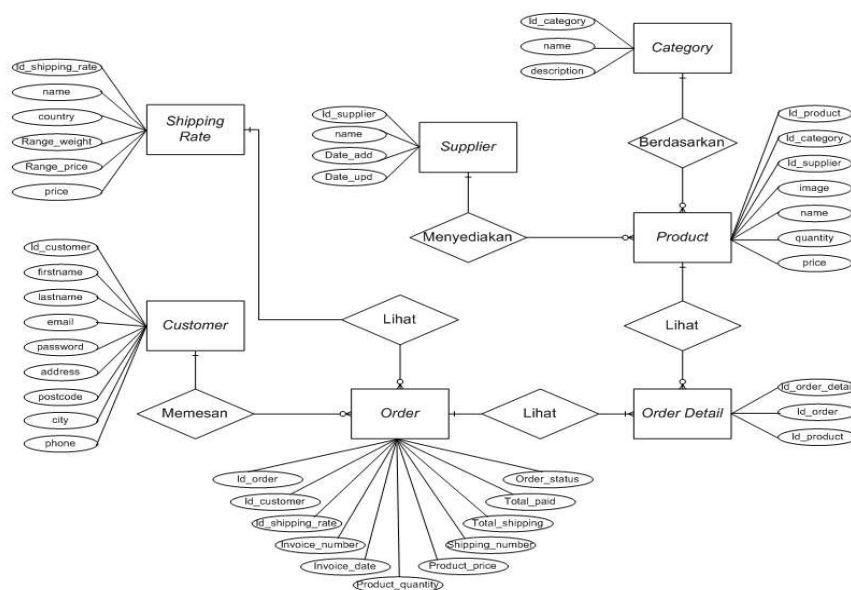 Id_category
name
description
Category
Id_shipping_rate
name
country
Range_weight
Range_price
price
Shipping
Rate
Id_supplier
name
Date_add
Date_upd
Supplier
Berdasarkan
Id_product
Id_category
Id_supplier
image
name
quantity
price
Product
Menyediakan
Id_customer
firstname
lastname
email
password
address
postcode
city
phone
Customer
Lihat
Lihat
Memesan
Order
Lihat
Order Detail
Id_order_detail
Id_order
Id_product
Id_order
Id_customer
Id_shipping_rate
Invoice_number
Invoice_date
Product_quantity
Product_price
Shipping_number
Total_shipping
Total_paid
Order_status